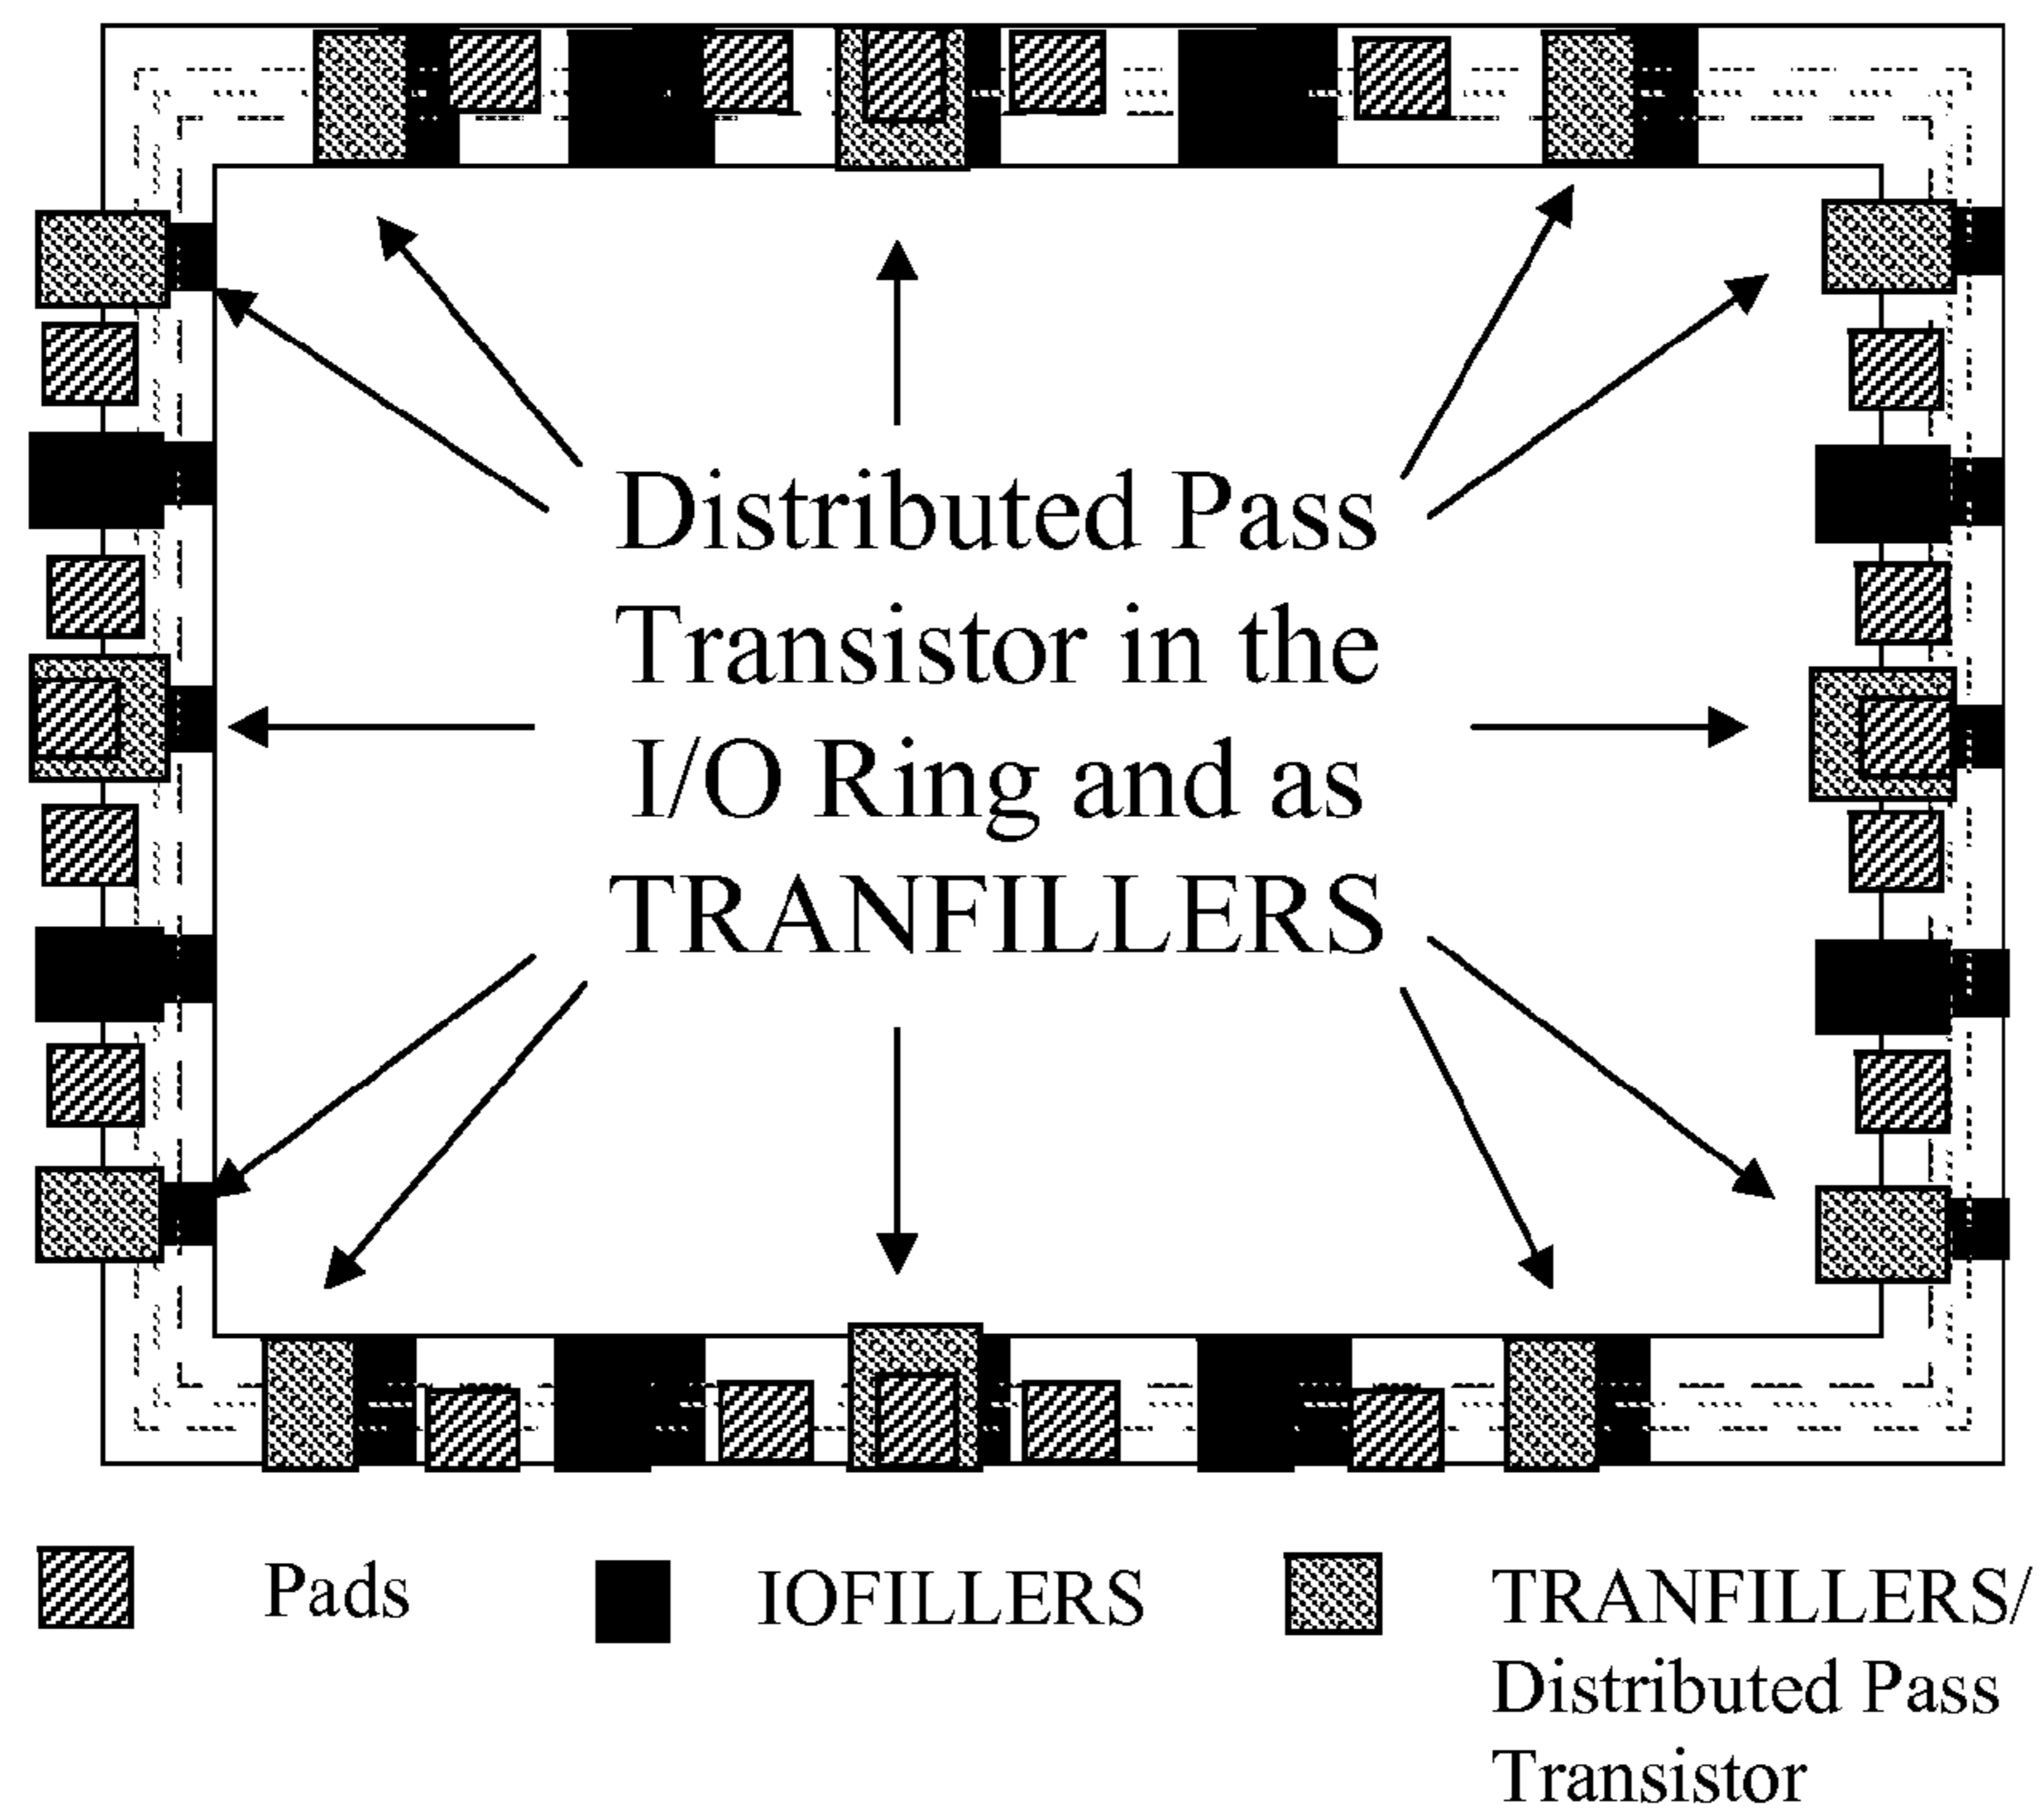 Distributed Pass
Transistor in the
I/O Ring and as
TRANFILLERS
Pads
IOFILLERS
TRANFILLERS/
Distributed Pass
Transistor